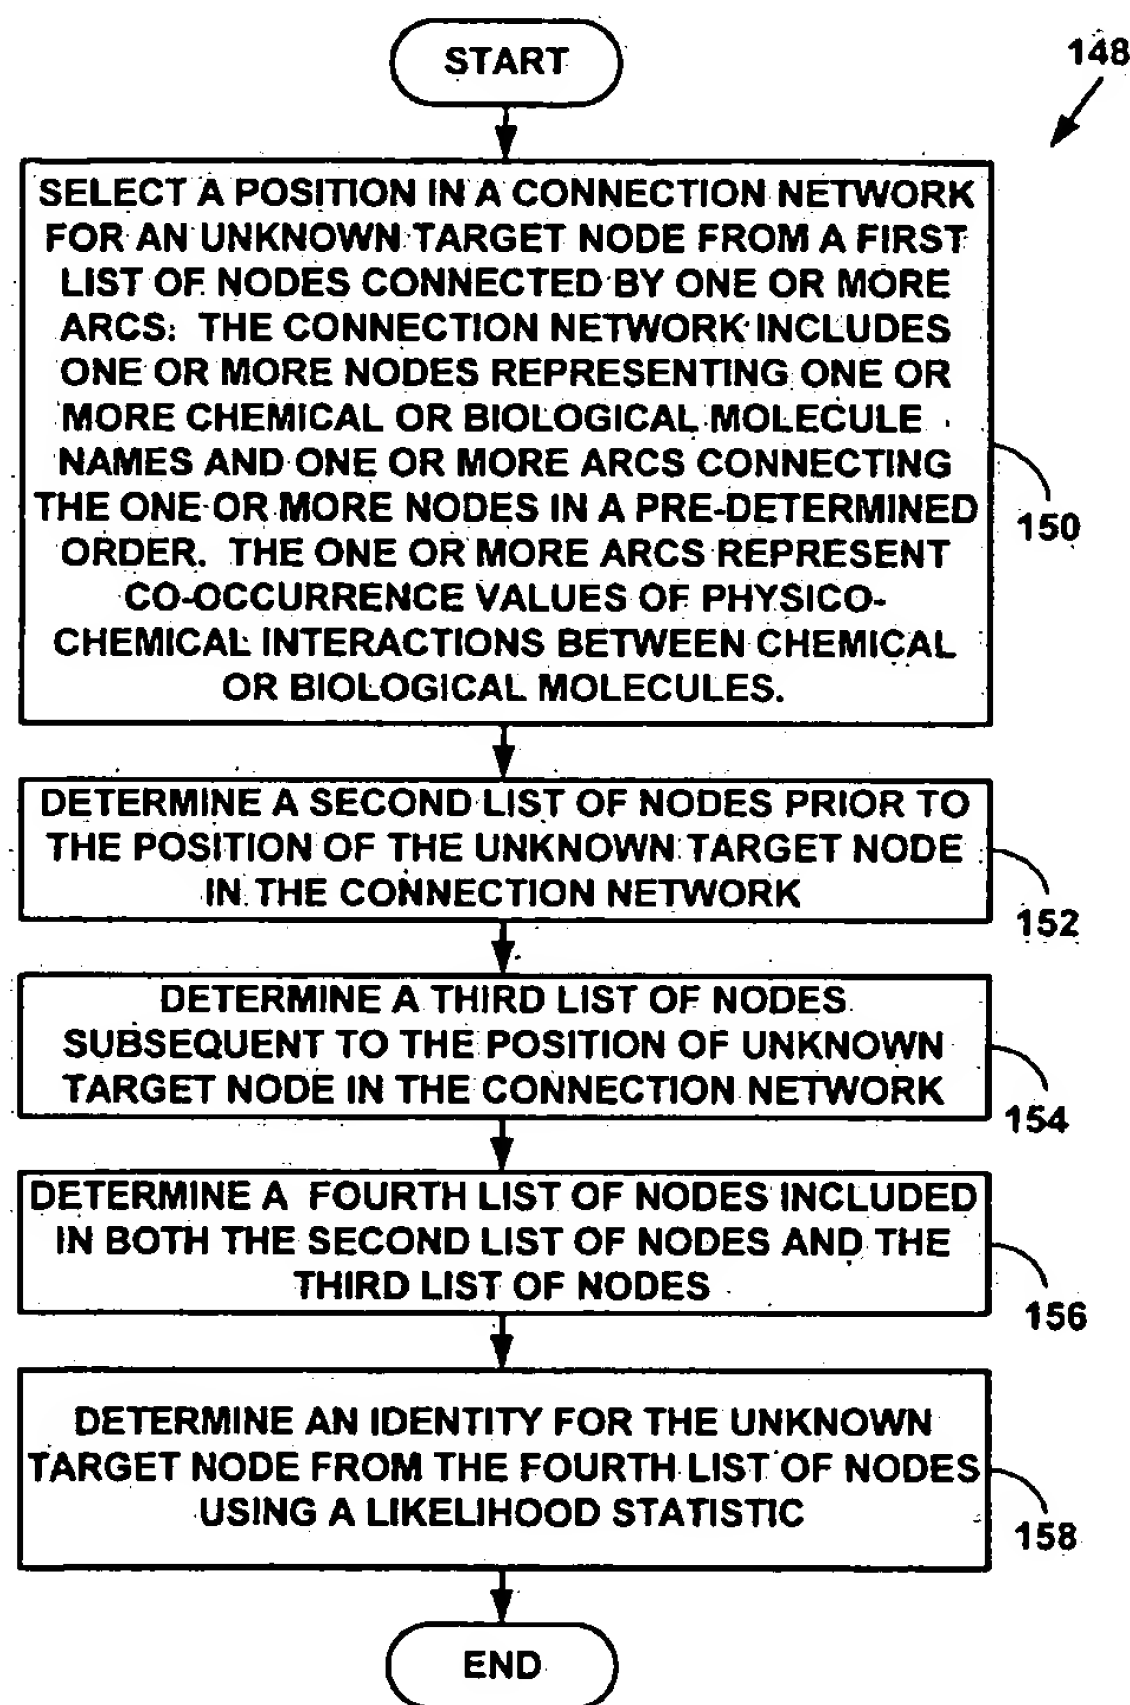 START
148
SELECT A POSITION IN A CONNECTION NETWORK
FOR AN UNKNOWN TARGET NODE FROM A FIRST
LIST OF NODES CONNECTED BY ONE OR MORE
ARCS. THE CONNECTION NETWORK INCLUDES
ONE OR MORE NODES REPRESENTING ONE OR
MORE CHEMICAL OR BIOLOGICAL MOLECULE
NAMES AND ONE OR MORE ARCS CONNECTING
THE ONE OR MORE NODES IN A PRE-DETERMINED
ORDER. THE ONE OR MORE ARCS REPRESENT
CO-OCCURRENCE VALUES OF PHYSICO-
CHEMICAL INTERACTIONS BETWEEN CHEMICAL
OR BIOLOGICAL MOLECULES.
150
DETERMINE A SECOND LIST OF NODES PRIOR TO
THE POSITION OF THE UNKNOWN TARGET NODE
IN THE CONNECTION NETWORK
152
DETERMINE A THIRD LIST OF NODES
SUBSEQUENT TO THE POSITION OF UNKNOWN
TARGET NODE IN THE CONNECTION NETWORK
154
DETERMINE A FOURTH LIST OF NODES INCLUDED
IN BOTH THE SECOND LIST OF NODES AND THE
THIRD LIST OF NODES
156
DETERMINE AN IDENTITY FOR THE UNKNOWN
TARGET NODE FROM THE FOURTH LIST OF NODES
USING A LIKELIHOOD STATISTIC
158
END